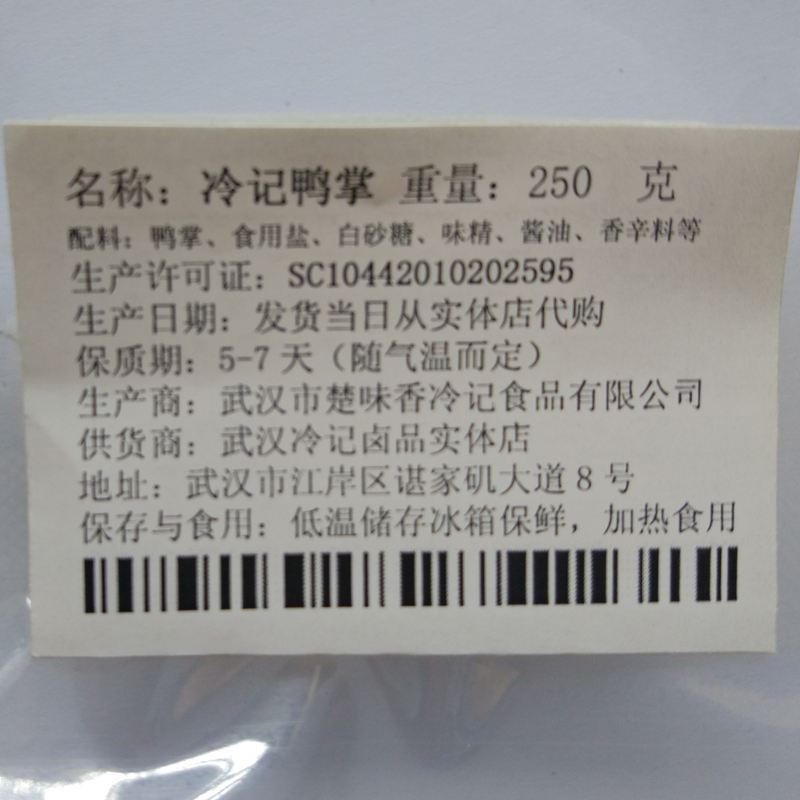 名称：冷记鸭掌 重量：250 克
配料：鸭掌、食用盐、白砂糖、味精、酱油、香辛料等
生产许可证：SC10442010202595
生产日期：发货当日从实体店代购
保质期：5-7天（随气温而定）
生产商：武汉市楚味香冷记食品有限公司
供货商：武汉冷记卤品实体店
地址：武汉市江岸区谌家矶大道8号
保存与食用：低温储存冰箱保鲜，加热食用